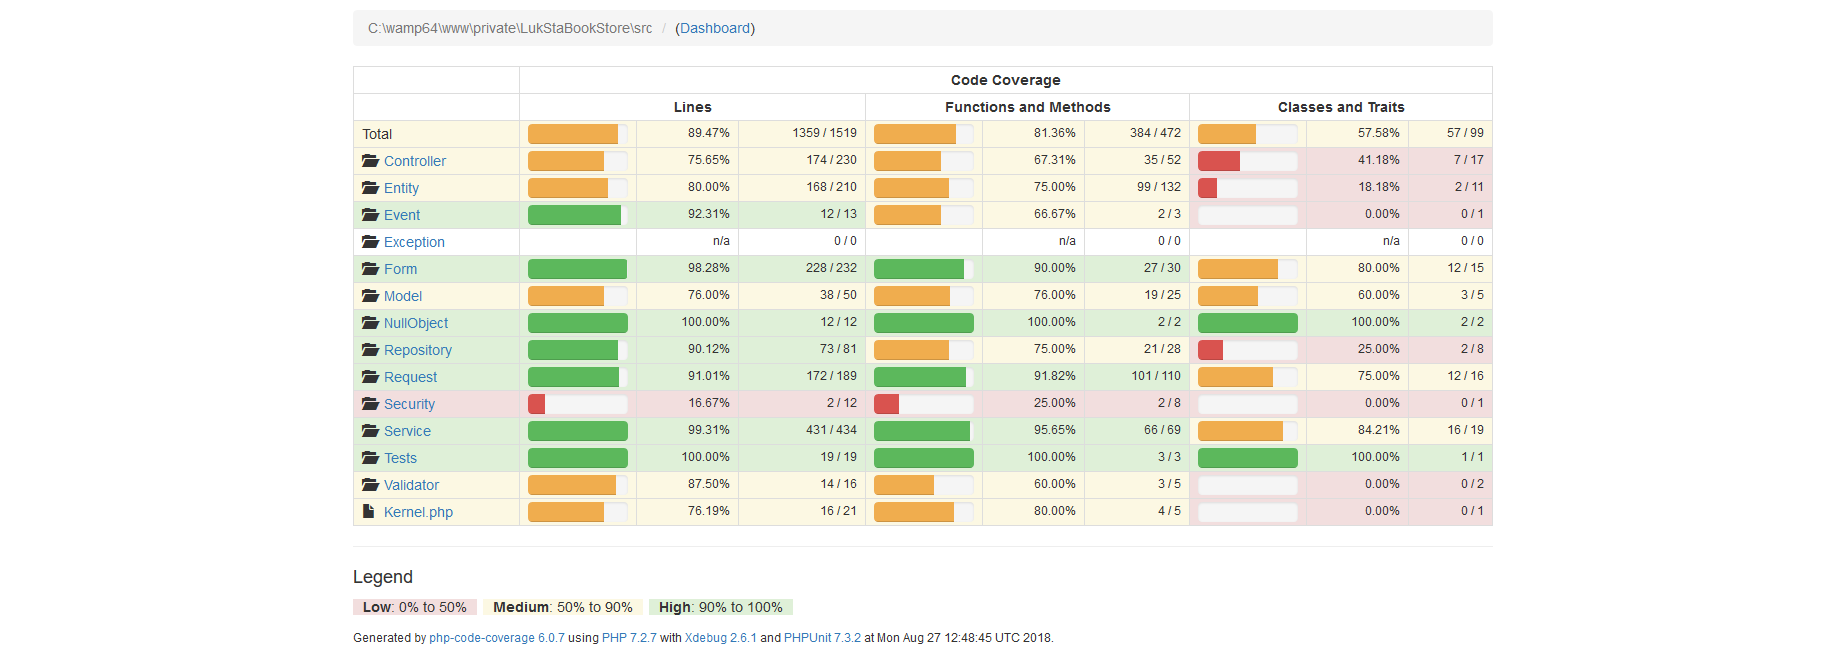 C:\wamp64\www\private\LukStaBookStore\src / (Dashboard)
Code Coverage
Lines Functions and Methods Classes and Traits
Total 89.47% 1359 / 1519 81.36% 384 / 472 57.58% 57 / 99
Controller 75.65% 174 / 230 67.31% 35 / 52 41.18% 7 / 17
Entity 80.00% 168 / 210 75.00% 99 / 132 18.18% 2 / 11
Event 92.31% 12 / 13 66.67% 2 / 3 0.00% 0 / 1
Exception n/a 0 / 0 n/a 0 / 0 n/a 0 / 0
Form 98.28% 228 / 232 90.00% 27 / 30 80.00% 12 / 15
Model 76.00% 38 / 50 76.00% 19 / 25 60.00% 3 / 5
NullObject 100.00% 12 / 12 100.00% 2 / 2 100.00% 2 / 2
Repository 90.12% 73 / 81 75.00% 21 / 28 25.00% 2 / 8
Request 91.01% 172 / 189 91.82% 101 / 110 75.00% 12 / 16
Security 16.67% 2 / 12 25.00% 2 / 8 0.00% 0 / 1
Service 99.31% 431 / 434 95.65% 66 / 69 84.21% 16 / 19
Tests 100.00% 19 / 19 100.00% 3 / 3 100.00% 1 / 1
Validator 87.50% 14 / 16 60.00% 3 / 5 0.00% 0 / 2
Kernel.php 76.19% 16 / 21 80.00% 4 / 5 0.00% 0 / 1
Legend
Low: 0% to 50% Medium: 50% to 90% High: 90% to 100%
Generated by php-code-coverage 6.0.7 using PHP 7.2.7 with Xdebug 2.6.1 and PHPUnit 7.3.2 at Mon Aug 27 12:48:45 UTC 2018.